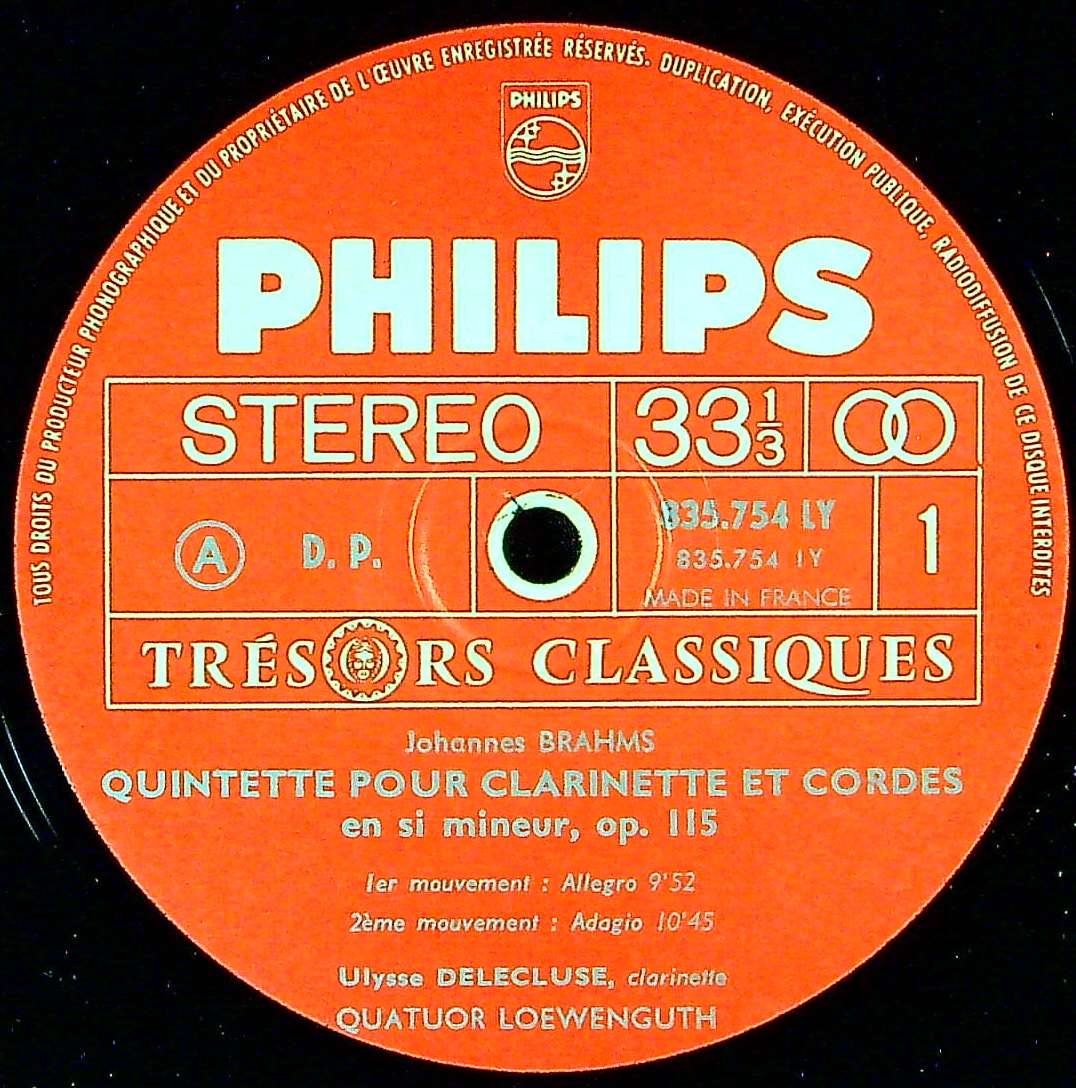 TOUS DROITS DU PRODUCTEUR PHONOGRAPHIQUE ET DU PROPRIÉTAIRE DE L'ŒUVRE ENREGISTRÉE RÉSERVÉS. DUPLICATION, EXÉCUTION PUBLIQUE, RADIODIFFUSION DE CE DISQUE INTERDITES
PHILIPS
PHILIPS
STEREO 33 1/3
A D. P. 835.754 LY 1
835.754 1Y
MADE IN FRANCE
TRÉSORS CLASSIQUES
Johannes BRAHMS
QUINTETTE POUR CLARINETTE ET CORDES
en si mineur, op. 115
1er mouvement : Allegro 9'52
2ème mouvement : Adagio 10'45
Ulysse DELECLUSE, clarinette
QUATUOR LOEWENGUTH